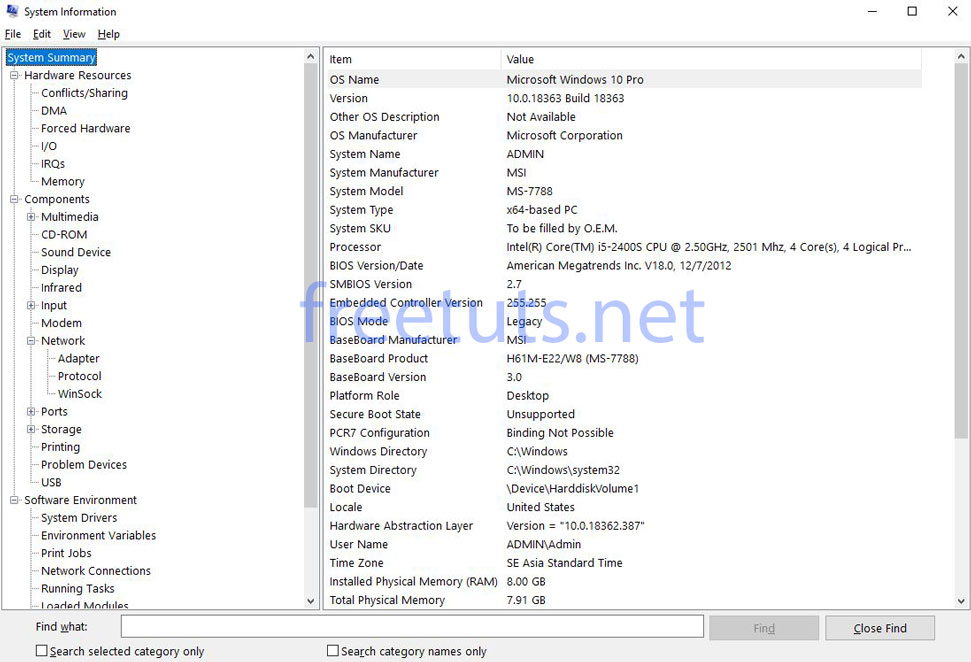 System Information
File Edit View Help
System Summary
Hardware Resources
Conflicts/Sharing
DMA
Forced Hardware
I/O
IRQs
Memory
Components
Multimedia
CD-ROM
Sound Device
Display
Infrared
Input
Modem
Network
Adapter
Protocol
WinSock
Ports
Storage
Printing
Problem Devices
USB
Software Environment
System Drivers
Environment Variables
Print Jobs
Network Connections
Running Tasks
Loaded Modules
Item Value
OS Name Microsoft Windows 10 Pro
Version 10.0.18363 Build 18363
Other OS Description Not Available
OS Manufacturer Microsoft Corporation
System Name ADMIN
System Manufacturer MSI
System Model MS-7788
System Type x64-based PC
System SKU To be filled by O.E.M.
Processor Intel(R) Core(TM) i5-2400S CPU @ 2.50GHz, 2501 Mhz, 4 Core(s), 4 Logical Pr...
BIOS Version/Date American Megatrends Inc. V18.0, 12/7/2012
SMBIOS Version 2.7
Embedded Controller Version 255.255
BIOS Mode Legacy
BaseBoard Manufacturer MSI
BaseBoard Product H61M-E22/W8 (MS-7788)
BaseBoard Version 3.0
Platform Role Desktop
Secure Boot State Unsupported
PCR7 Configuration Binding Not Possible
Windows Directory C:\Windows
System Directory C:\Windows\system32
Boot Device \Device\HarddiskVolume1
Locale United States
Hardware Abstraction Layer Version = "10.0.18362.387"
User Name ADMIN\Admin
Time Zone SE Asia Standard Time
Installed Physical Memory (RAM) 8.00 GB
Total Physical Memory 7.91 GB
freetuts.net
Find what: Find Close Find
Search selected category only Search category names only